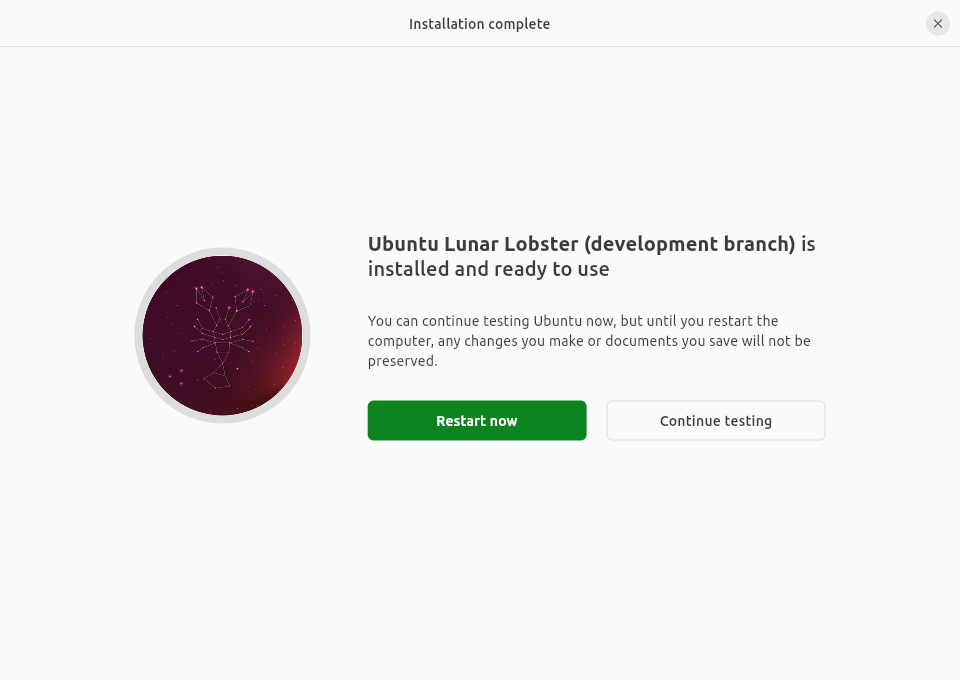 Installation complete
Ubuntu Lunar Lobster (development branch) is
installed and ready to use
You can continue testing Ubuntu now, but until you restart the
computer, any changes you make or documents you save will not be
preserved.
Restart now
Continue testing